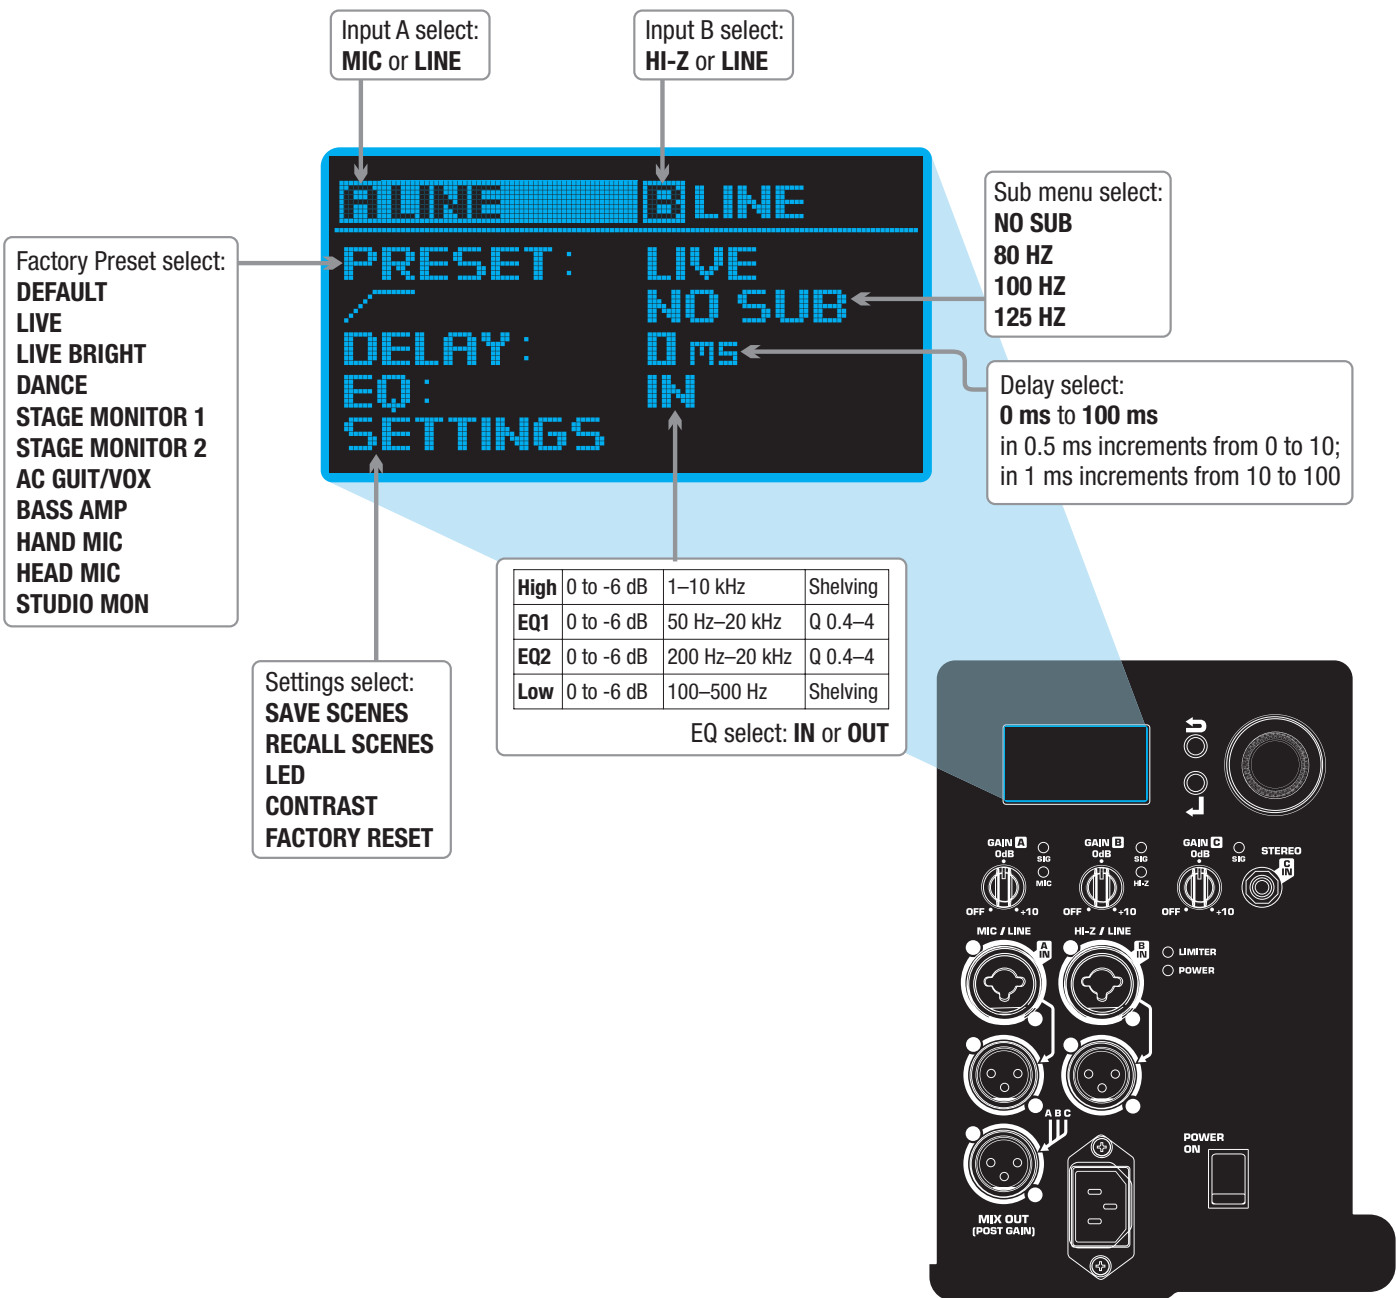 Input A select:
MIC or LINE
Input B select:
HI-Z or LINE
A LINE B LINE
PRESET: LIVE
NO SUB
DELAY: 0 ms
EQ: IN
SETTINGS
Sub menu select:
NO SUB
80 HZ
100 HZ
125 HZ
Factory Preset select:
DEFAULT
LIVE
LIVE BRIGHT
DANCE
STAGE MONITOR 1
STAGE MONITOR 2
AC GUIT/VOX
BASS AMP
HAND MIC
HEAD MIC
STUDIO MON
Delay select:
0 ms to 100 ms
in 0.5 ms increments from 0 to 10;
in 1 ms increments from 10 to 100
High 0 to -6 dB 1–10 kHz Shelving
EQ1 0 to -6 dB 50 Hz–20 kHz Q 0.4–4
EQ2 0 to -6 dB 200 Hz–20 kHz Q 0.4–4
Low 0 to -6 dB 100–500 Hz Shelving
EQ select: IN or OUT
Settings select:
SAVE SCENES
RECALL SCENES
LED
CONTRAST
FACTORY RESET
GAIN A
0dB
SIG
MIC
OFF +10
GAIN B
0dB
SIG
HI-Z
OFF +10
GAIN C
0dB
SIG
OFF +10
STEREO
C
IN
MIC / LINE
A
IN
HI-Z / LINE
B
IN
LIMITER
POWER
A B C
MIX OUT
(POST GAIN)
POWER
ON